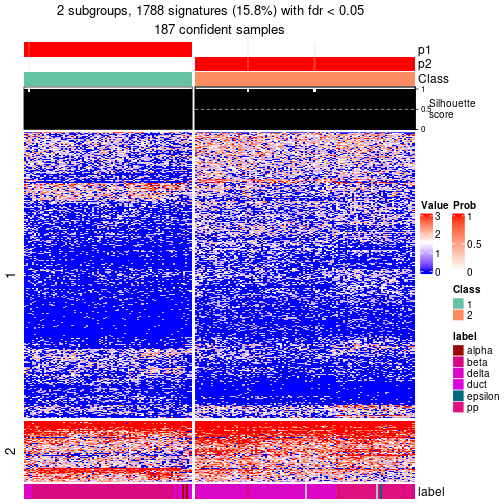 2 subgroups, 1788 signatures (15.8%) with fdr < 0.05
187 confident samples
p1
p2
Class
1
0.5
0
Silhouette
score
1
2
label
Value
3
2
1
0
Prob
1
0.5
0
Class
1
2
label
alpha
beta
delta
duct
epsilon
pp